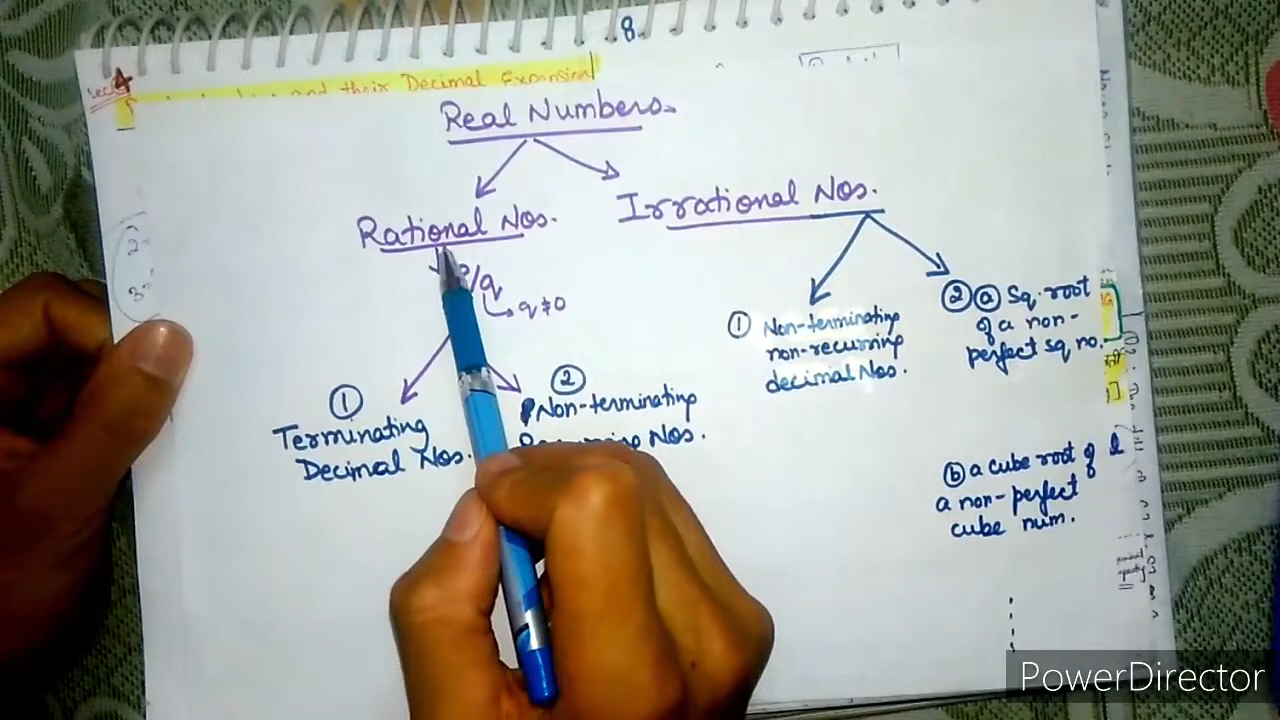 8.
and their Decimal Expansion
Real Numbers
Rational Nos.
Irrational Nos.
/q
q≠0
① Terminating
Decimal Nos.
② Non-terminating
Nos.
① Non-terminating
non-recurring
decimal Nos.
② ⓐ Sq. root
of a non-
perfect sq no.
ⓑ a cube root of
a non-perfect
cube num.
PowerDirector